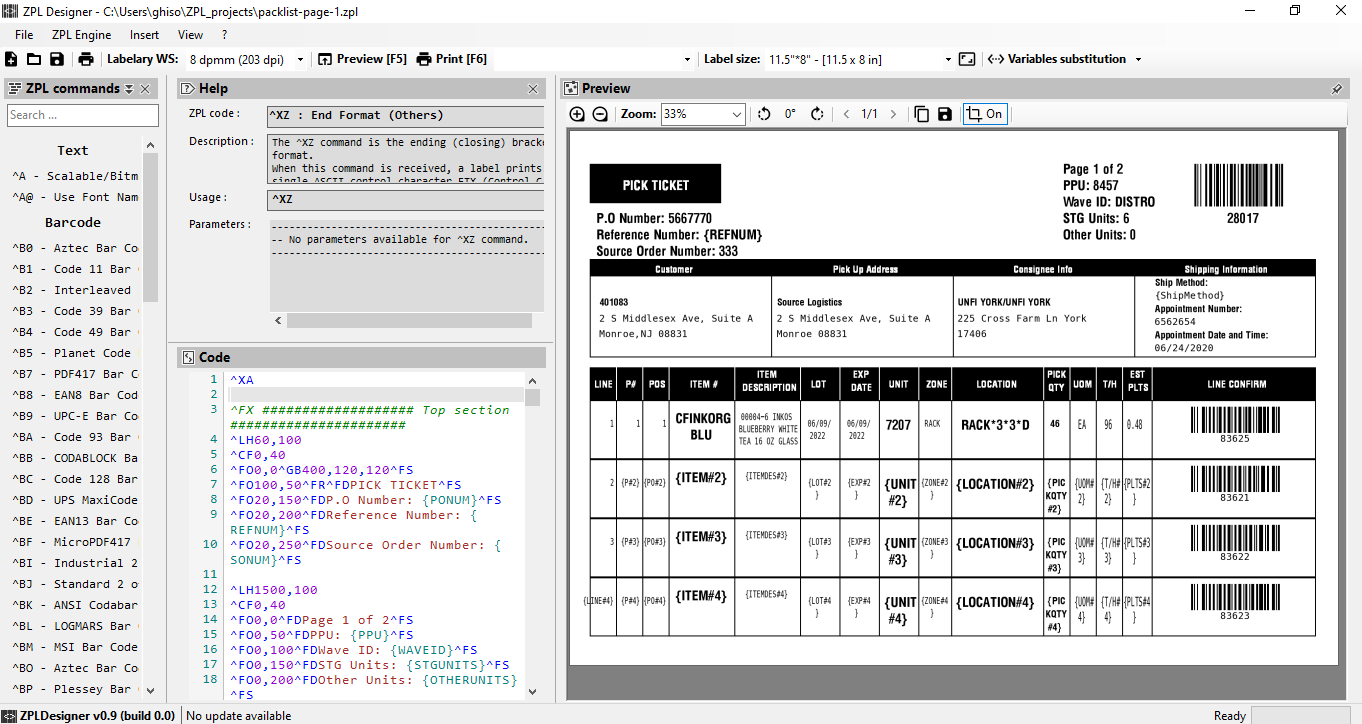 ZPL Designer - C:\Users\ghiso\ZPL_projects\packlist-page-1.zpl
File ZPL Engine Insert View ?
Labelary WS: 8 dpmm (203 dpi) Preview [F5] Print [F6] Label size: 11.5"*8" - [11.5 x 8 in] <·> Variables substitution
ZPL commands
Search ...
Text
^A - Scalable/Bitm
^A@ - Use Font Nam
Barcode
^B0 - Aztec Bar Co
^B1 - Code 11 Bar
^B2 - Interleaved
^B3 - Code 39 Bar
^B4 - Code 49 Bar
^B5 - Planet Code
^B7 - PDF417 Bar C
^B8 - EAN8 Bar Cod
^B9 - UPC-E Bar Co
^BA - Code 93 Bar
^BB - CODABLOCK Ba
^BC - Code 128 Bar
^BD - UPS MaxiCode
^BE - EAN13 Bar Co
^BF - MicroPDF417
^BI - Industrial 2
^BJ - Standard 2 o
^BK - ANSI Codabar
^BL - LOGMARS Bar
^BM - MSI Bar Code
^BO - Aztec Bar Co
^BP - Plessey Bar
Help
ZPL code : ^XZ : End Format (Others)
Description : The ^XZ command is the ending (closing) brack
format.
When this command is received, a label prints
single ASCII control character ETX (Control C
Usage : ^XZ
Parameters : ------------------------------------------
-- No parameters available for ^XZ command.
------------------------------------------
Code
1 ^XA
2
3 ^FX ################### Top section
######################
4 ^LH60,100
5 ^CF0,40
6 ^FO0,0^GB400,120,120^FS
7 ^FO100,50^FR^FDPICK TICKET^FS
8 ^FO20,150^FDP.O Number: {PONUM}^FS
9 ^FO20,200^FDReference Number: {
REFNUM}^FS
10 ^FO20,250^FDSource Order Number: {
SONUM}^FS
11
12 ^LH1500,100
13 ^CF0,40
14 ^FO0,0^FDPage 1 of 2^FS
15 ^FO0,50^FDPPU: {PPU}^FS
16 ^FO0,100^FDWave ID: {WAVEID}^FS
17 ^FO0,150^FDSTG Units: {STGUNITS}^FS
18 ^FO0,200^FDOther Units: {OTHERUNITS}
^FS
Preview
Zoom: 33% 0° 1/1 On
PICK TICKET
P.O Number: 5667770
Reference Number: {REFNUM}
Source Order Number: 333
Page 1 of 2
PPU: 8457
Wave ID: DISTRO
STG Units: 6
Other Units: 0
28017
Customer Pick Up Address Consignee Info Shipping Information
401083
2 S Middlesex Ave, Suite A
Monroe,NJ 08831
Source Logistics
2 S Middlesex Ave, Suite A
Monroe 08831
UNFI YORK/UNFI YORK
225 Cross Farm Ln York
17406
Ship Method:
{ShipMethod}
Appointment Number:
6562654
Appointment Date and Time:
06/24/2020
LINE P# POS ITEM # ITEM DESCRIPTION LOT EXP DATE UNIT ZONE LOCATION PICK QTY UOM T/H EST PLTS LINE CONFIRM
1 1 1 CFINKORG BLU 00004-6 INKOS BLUEBERRY WHITE TEA 16 OZ GLASS 06/09/2022 06/09/2022 7207 RACK RACK*3*3*D 46 EA 96 0.48 83625
2 {P#2} {PO#2} {ITEM#2} {ITEMDES#2} {LOT#2} {EXP#2} {UNIT#2} {ZONE#2} {LOCATION#2} {PICKQTY#2} {UOM#2} {T/H#2} {PLTS#2} 83621
3 {P#3} {PO#3} {ITEM#3} {ITEMDES#3} {LOT#3} {EXP#3} {UNIT#3} {ZONE#3} {LOCATION#3} {PICKQTY#3} {UOM#3} {T/H#3} {PLTS#3} 83622
{LINE#4} {P#4} {PO#4} {ITEM#4} {ITEMDES#4} {LOT#4} {EXP#4} {UNIT#4} {ZONE#4} {LOCATION#4} {PICKQTY#4} {UOM#4} {T/H#4} {PLTS#4} 83623
ZPLDesigner v0.9 (build 0.0) No update available Ready